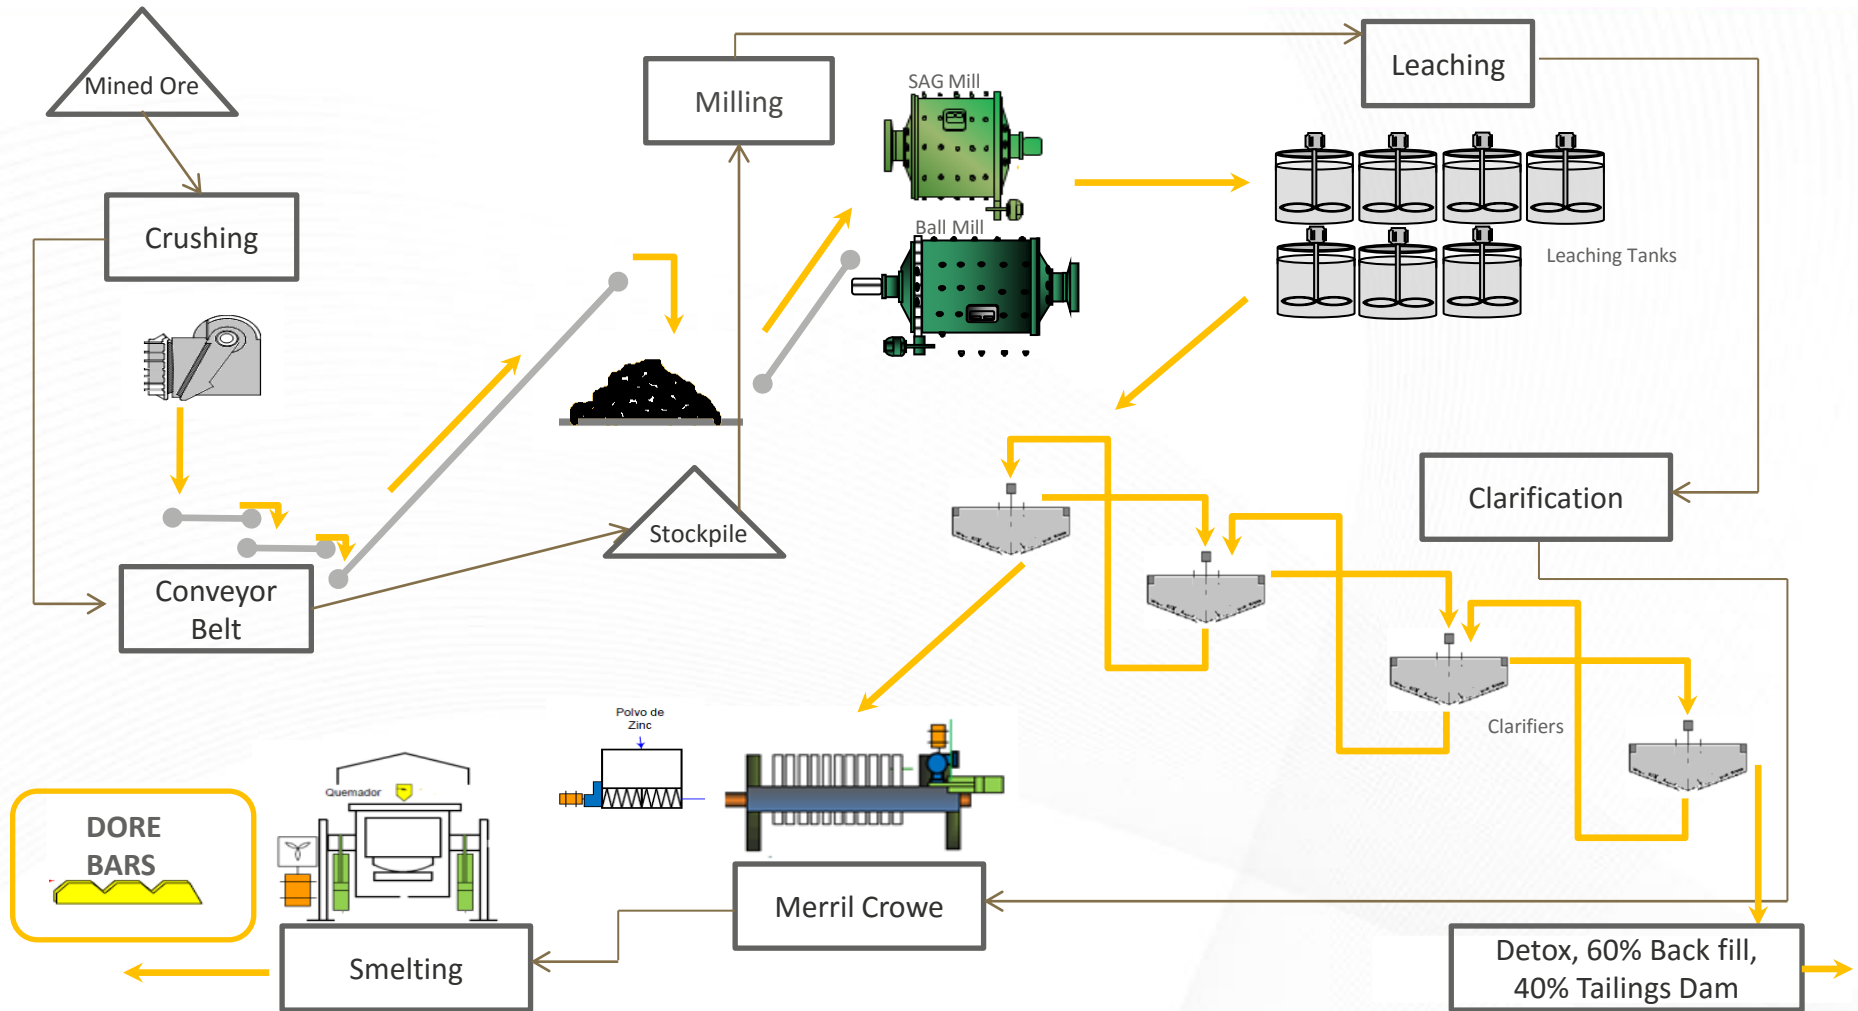 Mined Ore
Crushing
Conveyor
Belt
Stockpile
Milling
SAG Mill
Ball Mill
Leaching
Leaching Tanks
Clarification
Clarifiers
Polvo de
Zinc
Merril Crowe
Quemador
Smelting
DORE
BARS
Detox, 60% Back fill,
40% Tailings Dam